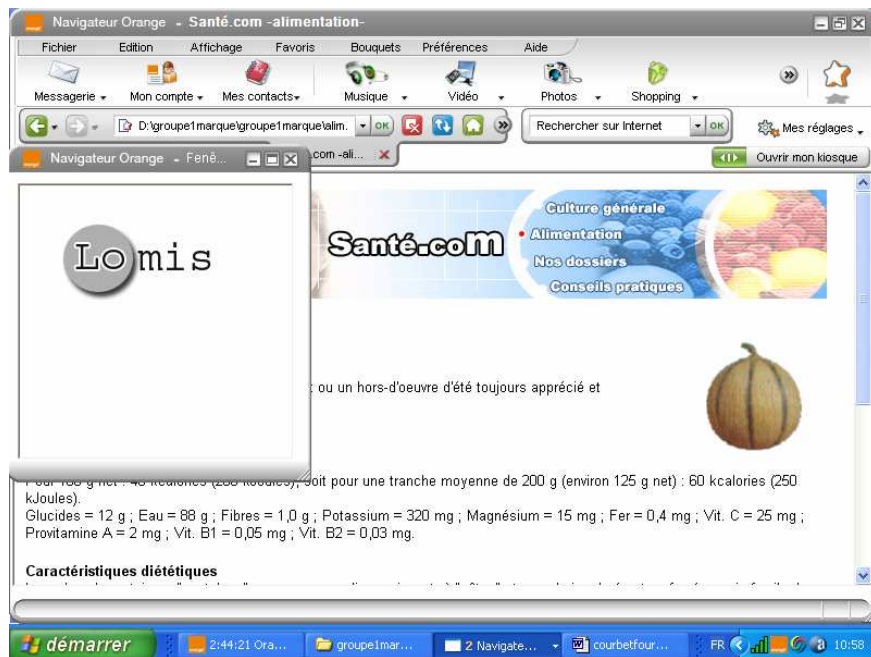 Navigateur Orange - Santé.com -alimentation-
Fichier Edition Affichage Favoris Bouquets Préférences Aide
Messagerie Mon compte Mes contacts Musique Vidéo Photos Shopping
D:\groupe1marque\groupe1marque\alim. OK Rechercher sur Internet OK Mes réglages
Navigateur Orange - Fenê... .com -ali... Ouvrir mon kiosque
Lomis
Santé.com
Culture générale
Alimentation
Nos dossiers
Conseils pratiques
ou un hors-d'oeuvre d'été toujours apprécié et
soit pour une tranche moyenne de 200 g (environ 125 g net) : 60 kcalories (250
kJoules).
Glucides = 12 g ; Eau = 88 g ; Fibres = 1,0 g ; Potassium = 320 mg ; Magnésium = 15 mg ; Fer = 0,4 mg ; Vit. C = 25 mg ;
Provitamine A = 2 mg ; Vit. B1 = 0,05 mg ; Vit. B2 = 0,03 mg.
Caractéristiques diététiques
démarrer 2:44:21 Ora... groupe1mar... 2 Navigate... courbetfour... FR 10:58